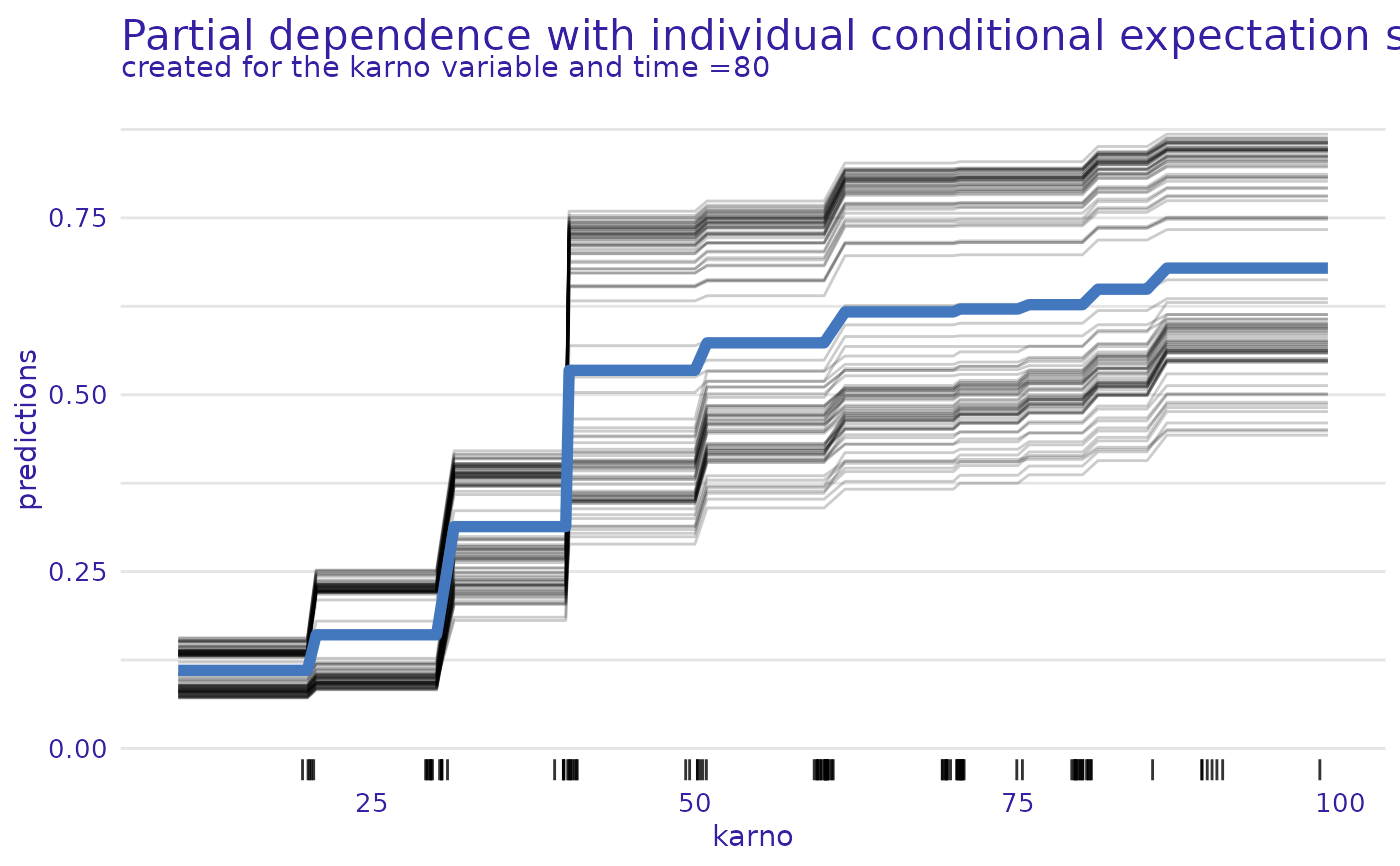 Partial dependence with individual conditional expectation s
created for the karno variable and time =80
predictions
0.75
0.50
0.25
0.00
25 50 75 100
karno